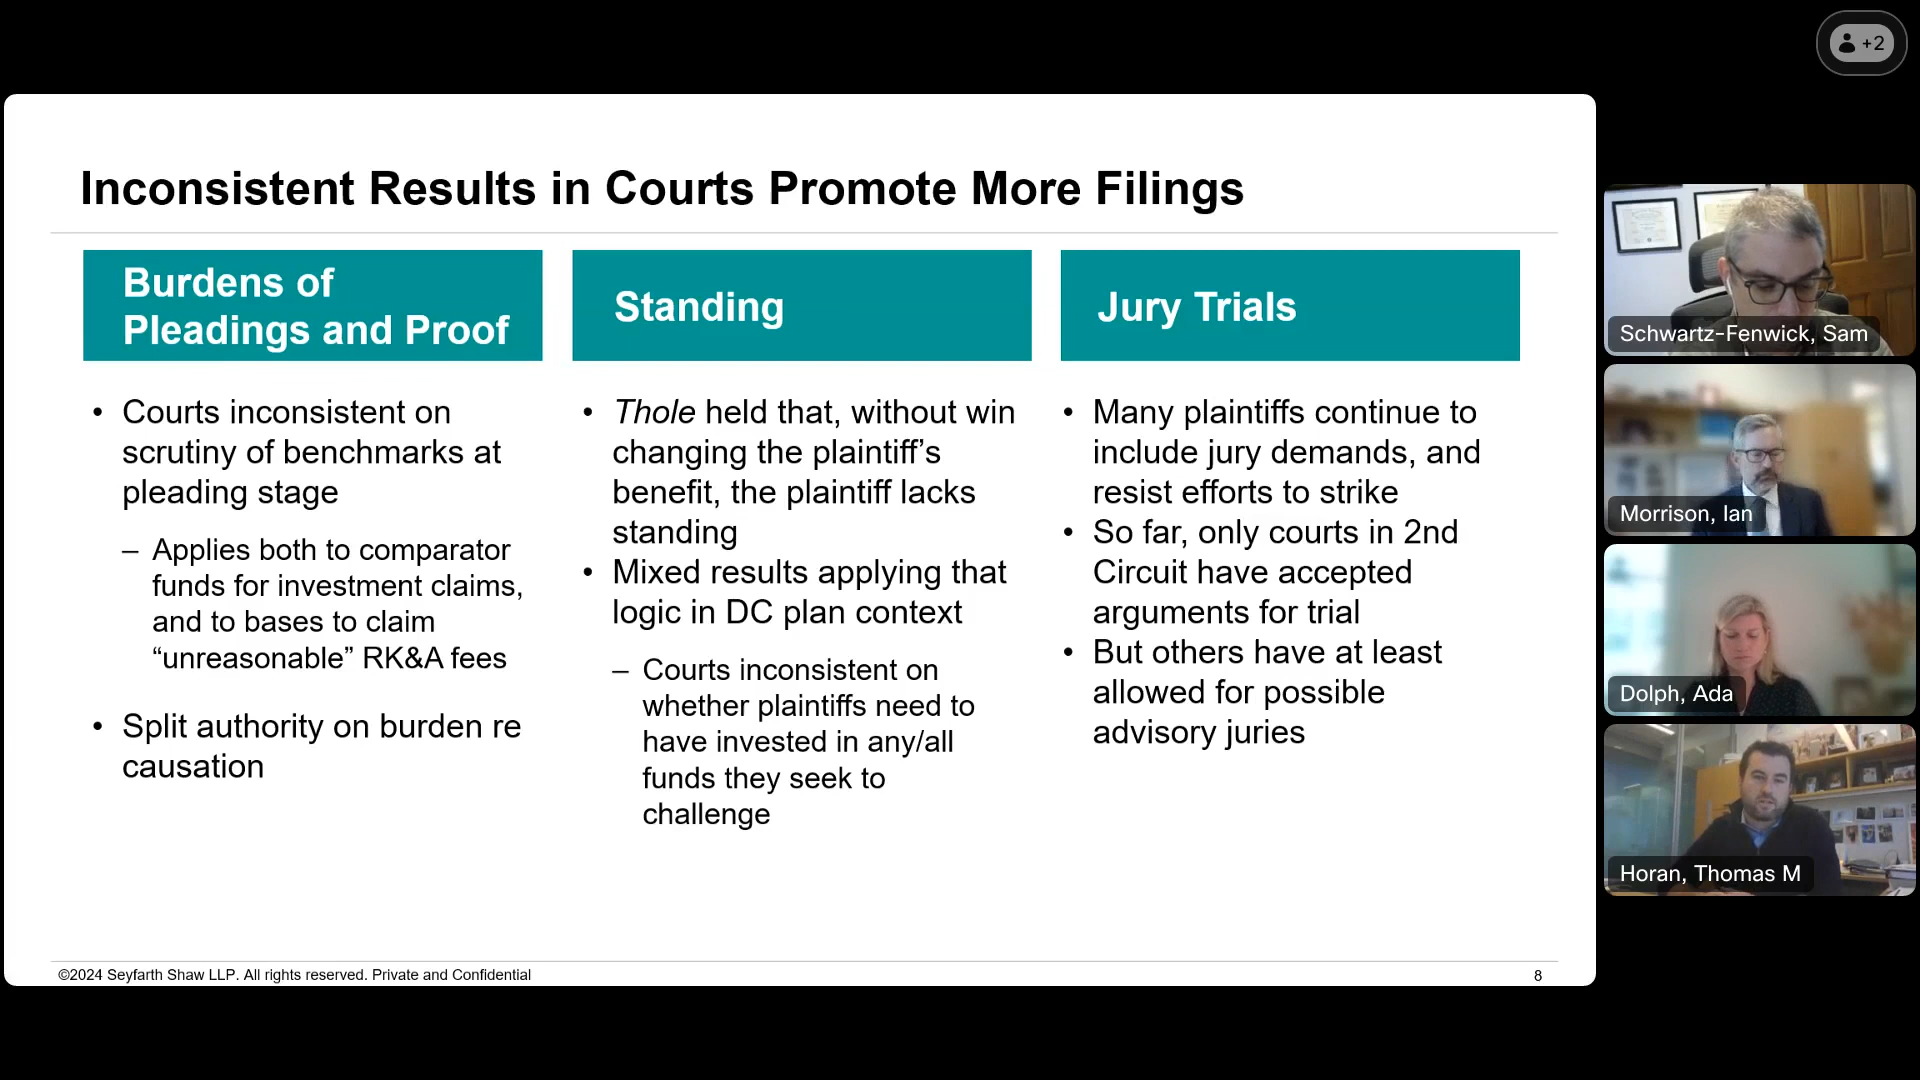 +2
Inconsistent Results in Courts Promote More Filings
Burdens of
Pleadings and Proof
• Courts inconsistent on
scrutiny of benchmarks at
pleading stage
– Applies both to comparator
funds for investment claims,
and to bases to claim
“unreasonable” RK&A fees
• Split authority on burden re
causation
Standing
• Thole held that, without win
changing the plaintiff’s
benefit, the plaintiff lacks
standing
• Mixed results applying that
logic in DC plan context
– Courts inconsistent on
whether plaintiffs need to
have invested in any/all
funds they seek to
challenge
Jury Trials
• Many plaintiffs continue to
include jury demands, and
resist efforts to strike
• So far, only courts in 2nd
Circuit have accepted
arguments for trial
• But others have at least
allowed for possible
advisory juries
©2024 Seyfarth Shaw LLP. All rights reserved. Private and Confidential
8
Schwartz-Fenwick, Sam
Morrison, Ian
Dolph, Ada
Horan, Thomas M